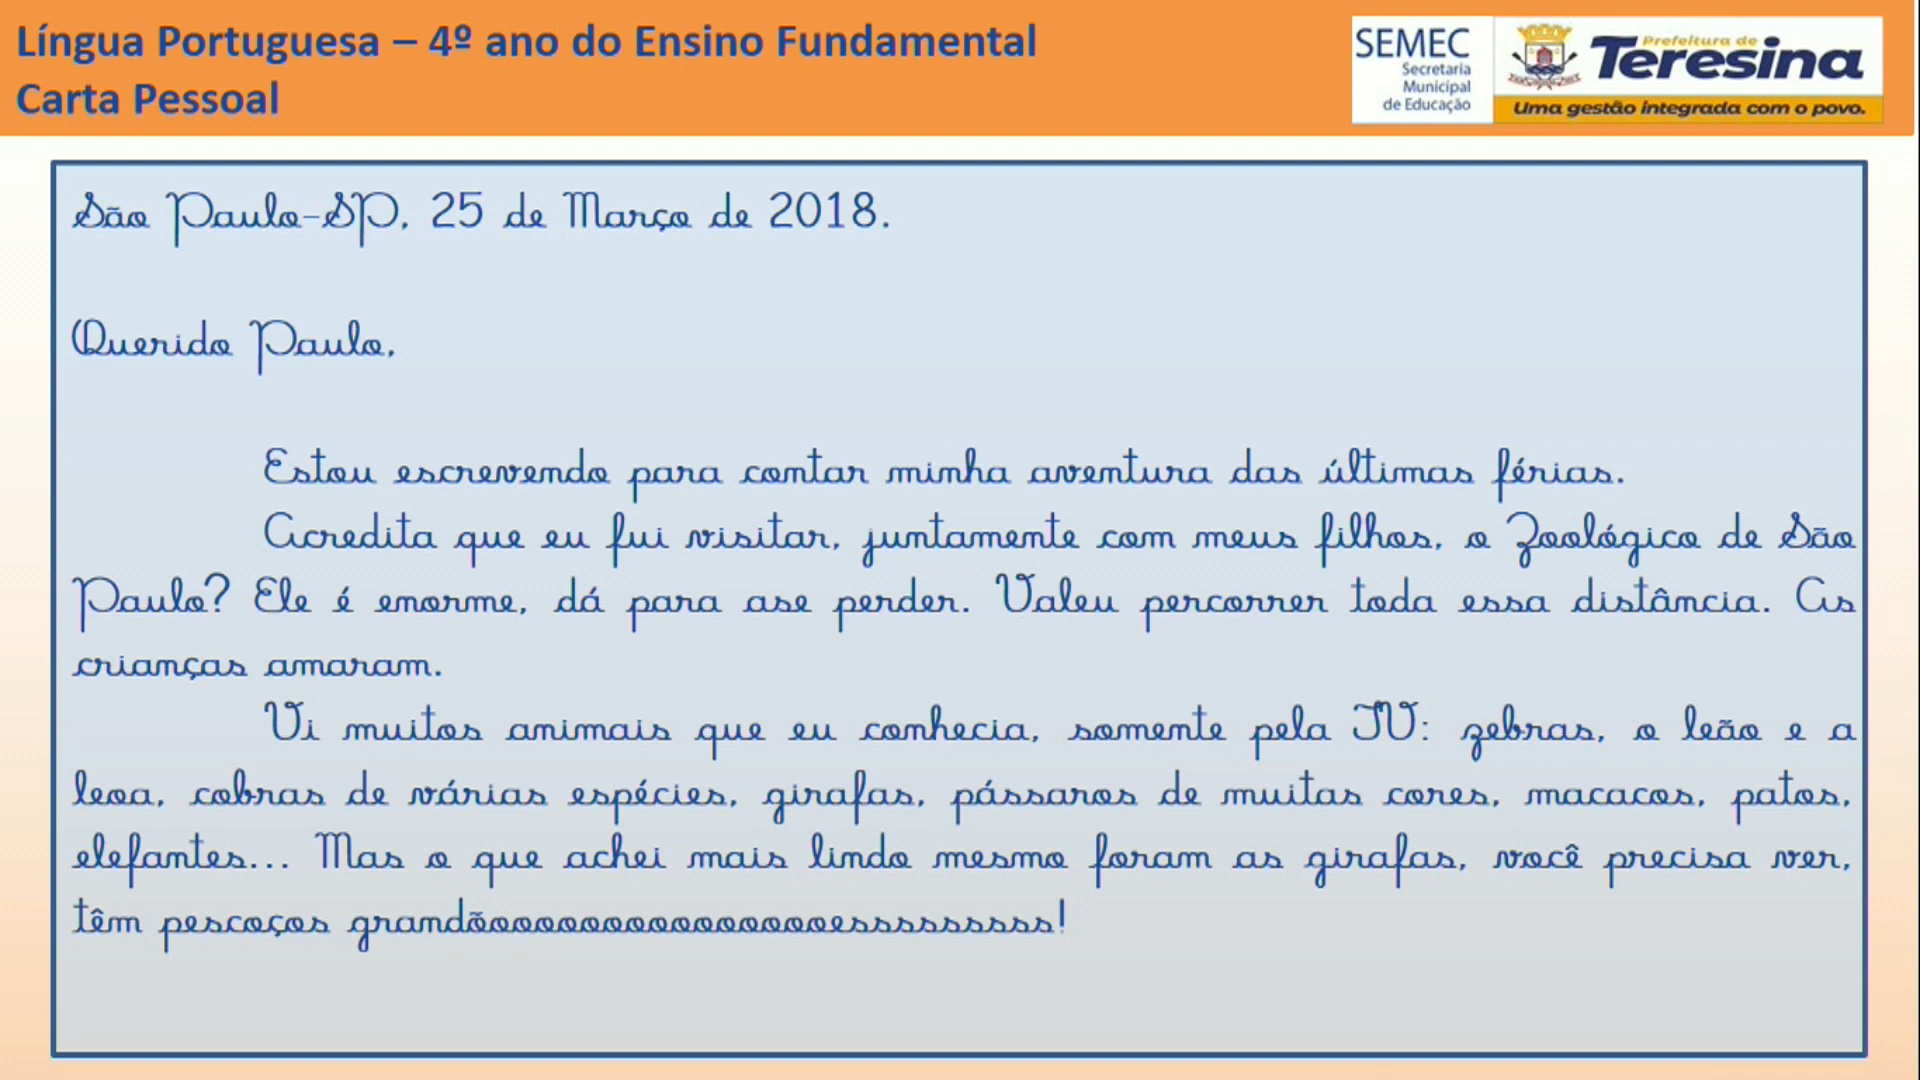 Língua Portuguesa – 4º ano do Ensino Fundamental
Carta Pessoal
SEMEC
Secretaria
Municipal
de Educação
Prefeitura de
Teresina
Uma gestão integrada com o povo.
São Paulo-SP, 25 de Março de 2018.
Querido Paulo,
Estou escrevendo para contar minha aventura das últimas férias.
Acredita que eu fui visitar, juntamente com meus filhos, o Zoológico de São
Paulo? Ele é enorme, dá para ase perder. Valeu percorrer toda essa distância. As
crianças amaram.
Vi muitos animais que eu conhecia, somente pela TV: zebras, o leão e a
leoa, cobras de várias espécies, girafas, pássaros de muitas cores, macacos, patos,
elefantes... Mas o que achei mais lindo mesmo foram as girafas, você precisa ver,
têm pescoços grandõooooooooooooooesssssssss!